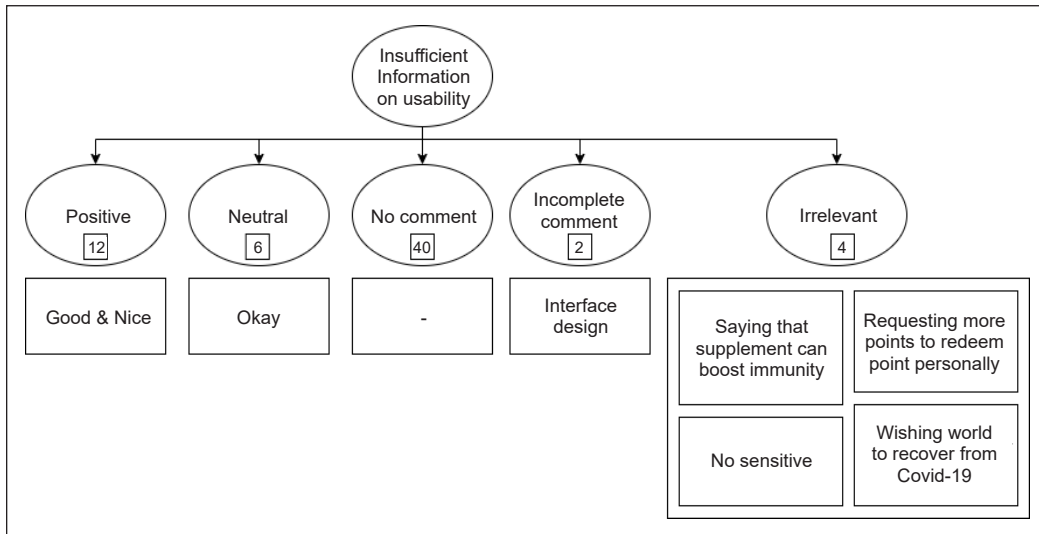 Insufficient
Information
on usability
Positive
12
Neutral
6
No comment
40
Incomplete
comment
2
Irrelevant
4
Good & Nice
Okay
-
Interface
design
Saying that
supplement can
boost immunity
Requesting more
points to redeem
point personally
No sensitive
Wishing world
to recover from
Covid-19